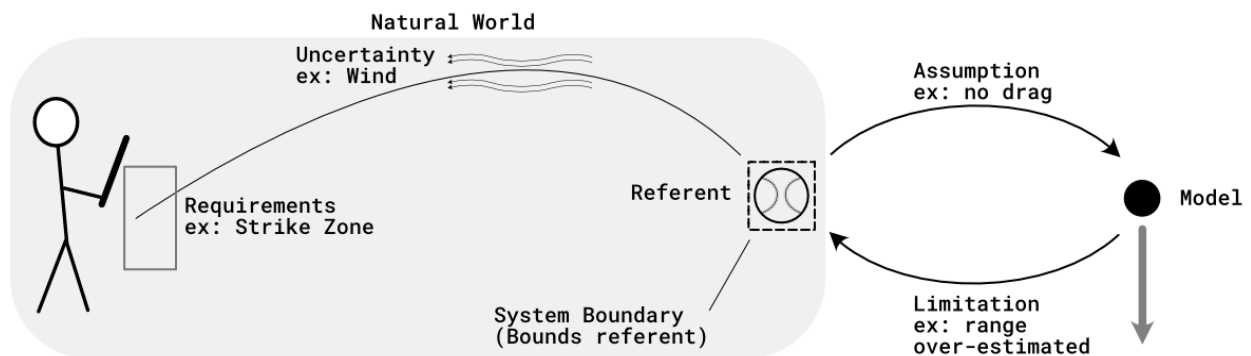 Natural World
Uncertainty
ex: Wind
Assumption
ex: no drag
Referent
Model
Requirements
ex: Strike Zone
System Boundary
(Bounds referent)
Limitation
ex: range
over-estimated